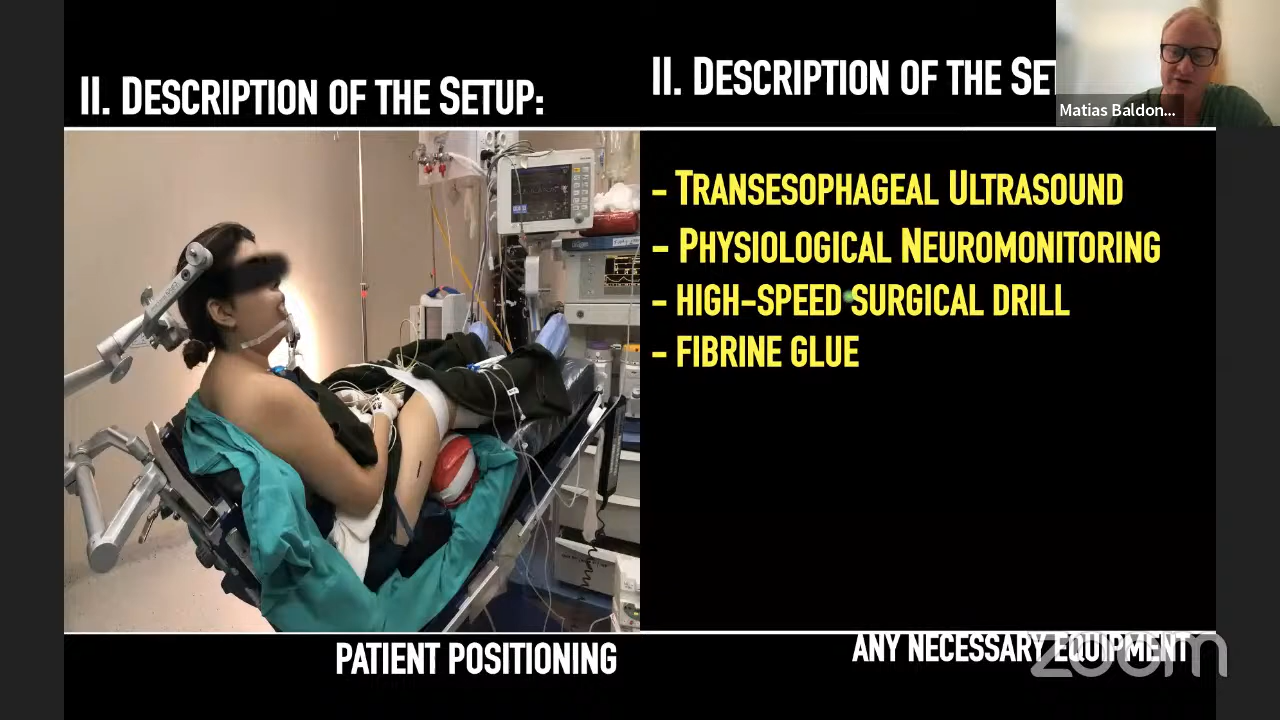 II. DESCRIPTION OF THE SETUP:
PATIENT POSITIONING
II. DESCRIPTION OF THE SE
- TRANSESOPHAGEAL ULTRASOUND
- PHYSIOLOGICAL NEUROMONITORING
- HIGH-SPEED SURGICAL DRILL
- FIBRINE GLUE
ANY NECESSARY EQUIPMENT
Matias Baldon...
zoom